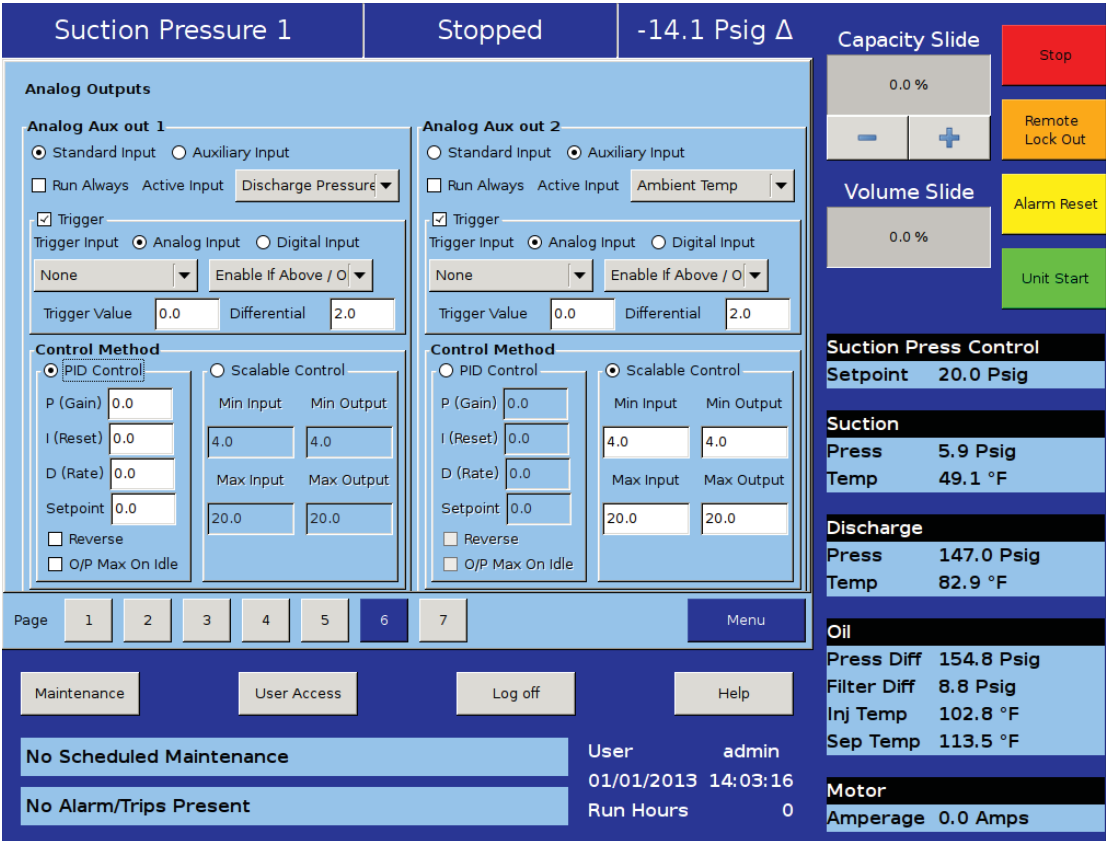 Suction Pressure 1
Stopped
-14.1 Psig Δ
Analog Outputs
Analog Aux out 1
Standard Input Auxiliary Input
Run Always Active Input Discharge Pressure
Trigger
Trigger Input Analog Input Digital Input
None Enable If Above / O
Trigger Value 0.0 Differential 2.0
Control Method
PID Control
P (Gain) 0.0
I (Reset) 0.0
D (Rate) 0.0
Setpoint 0.0
Reverse
O/P Max On Idle
Scalable Control
Min Input Min Output
4.0 4.0
Max Input Max Output
20.0 20.0
Analog Aux out 2
Standard Input Auxiliary Input
Run Always Active Input Ambient Temp
Trigger
Trigger Input Analog Input Digital Input
None Enable If Above / O
Trigger Value 0.0 Differential 2.0
Control Method
PID Control
P (Gain) 0.0
I (Reset) 0.0
D (Rate) 0.0
Setpoint 0.0
Reverse
O/P Max On Idle
Scalable Control
Min Input Min Output
4.0 4.0
Max Input Max Output
20.0 20.0
Page 1 2 3 4 5 6 7 Menu
Maintenance User Access Log off Help
No Scheduled Maintenance
No Alarm/Trips Present
User admin
01/01/2013 14:03:16
Run Hours 0
Capacity Slide
0.0 %
Volume Slide
0.0 %
Stop
Remote
Lock Out
Alarm Reset
Unit Start
Suction Press Control
Setpoint 20.0 Psig
Suction
Press 5.9 Psig
Temp 49.1 °F
Discharge
Press 147.0 Psig
Temp 82.9 °F
Oil
Press Diff 154.8 Psig
Filter Diff 8.8 Psig
Inj Temp 102.8 °F
Sep Temp 113.5 °F
Motor
Amperage 0.0 Amps